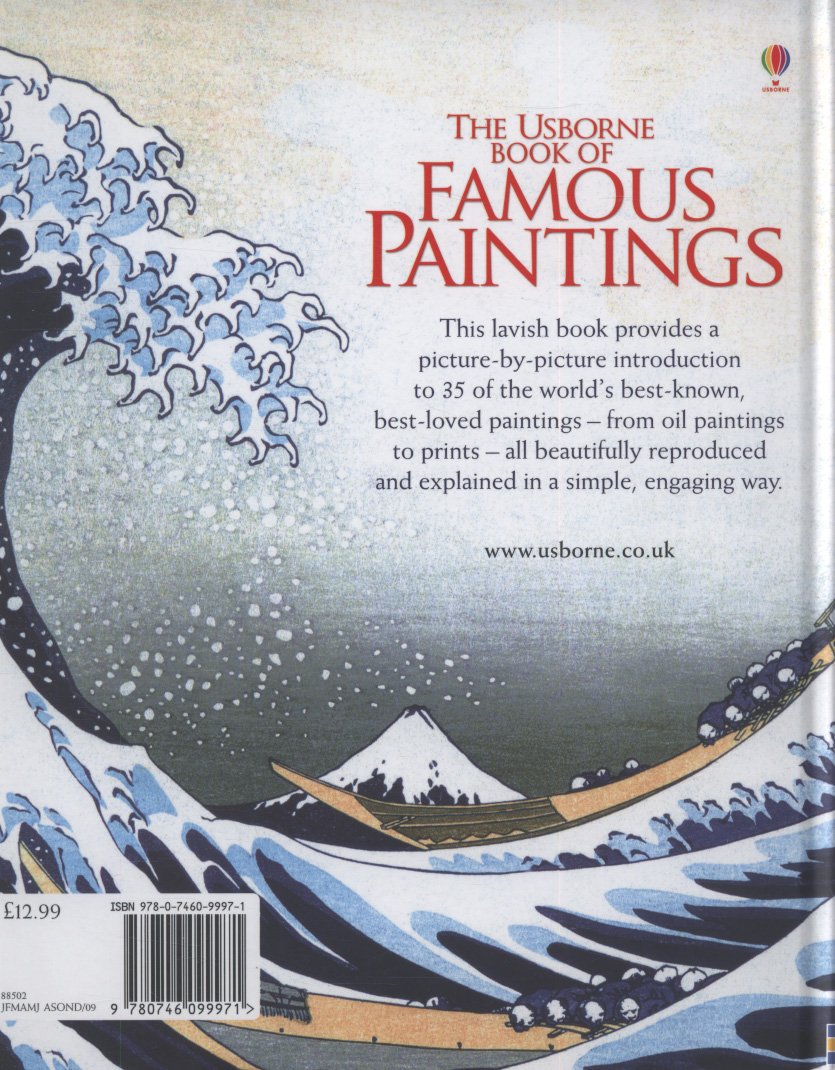 USBORNE
THE USBORNE
BOOK OF
FAMOUS
PAINTINGS
This lavish book provides a
picture-by-picture introduction
to 35 of the world's best-known,
best-loved paintings – from oil paintings
to prints – all beautifully reproduced
and explained in a simple, engaging way.
www.usborne.co.uk
£12.99
ISBN 978-0-7460-9997-1
88502
JFMAMJ ASOND/09
9 780746 099971 >